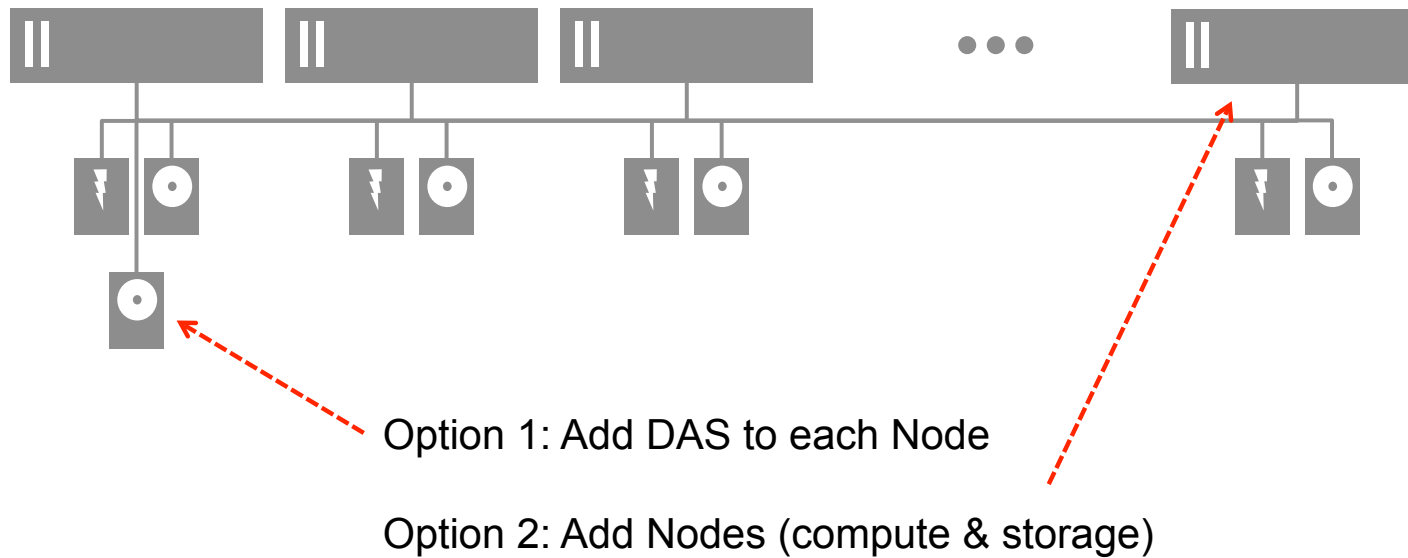 Option 1: Add DAS to each Node
Option 2: Add Nodes (compute & storage)